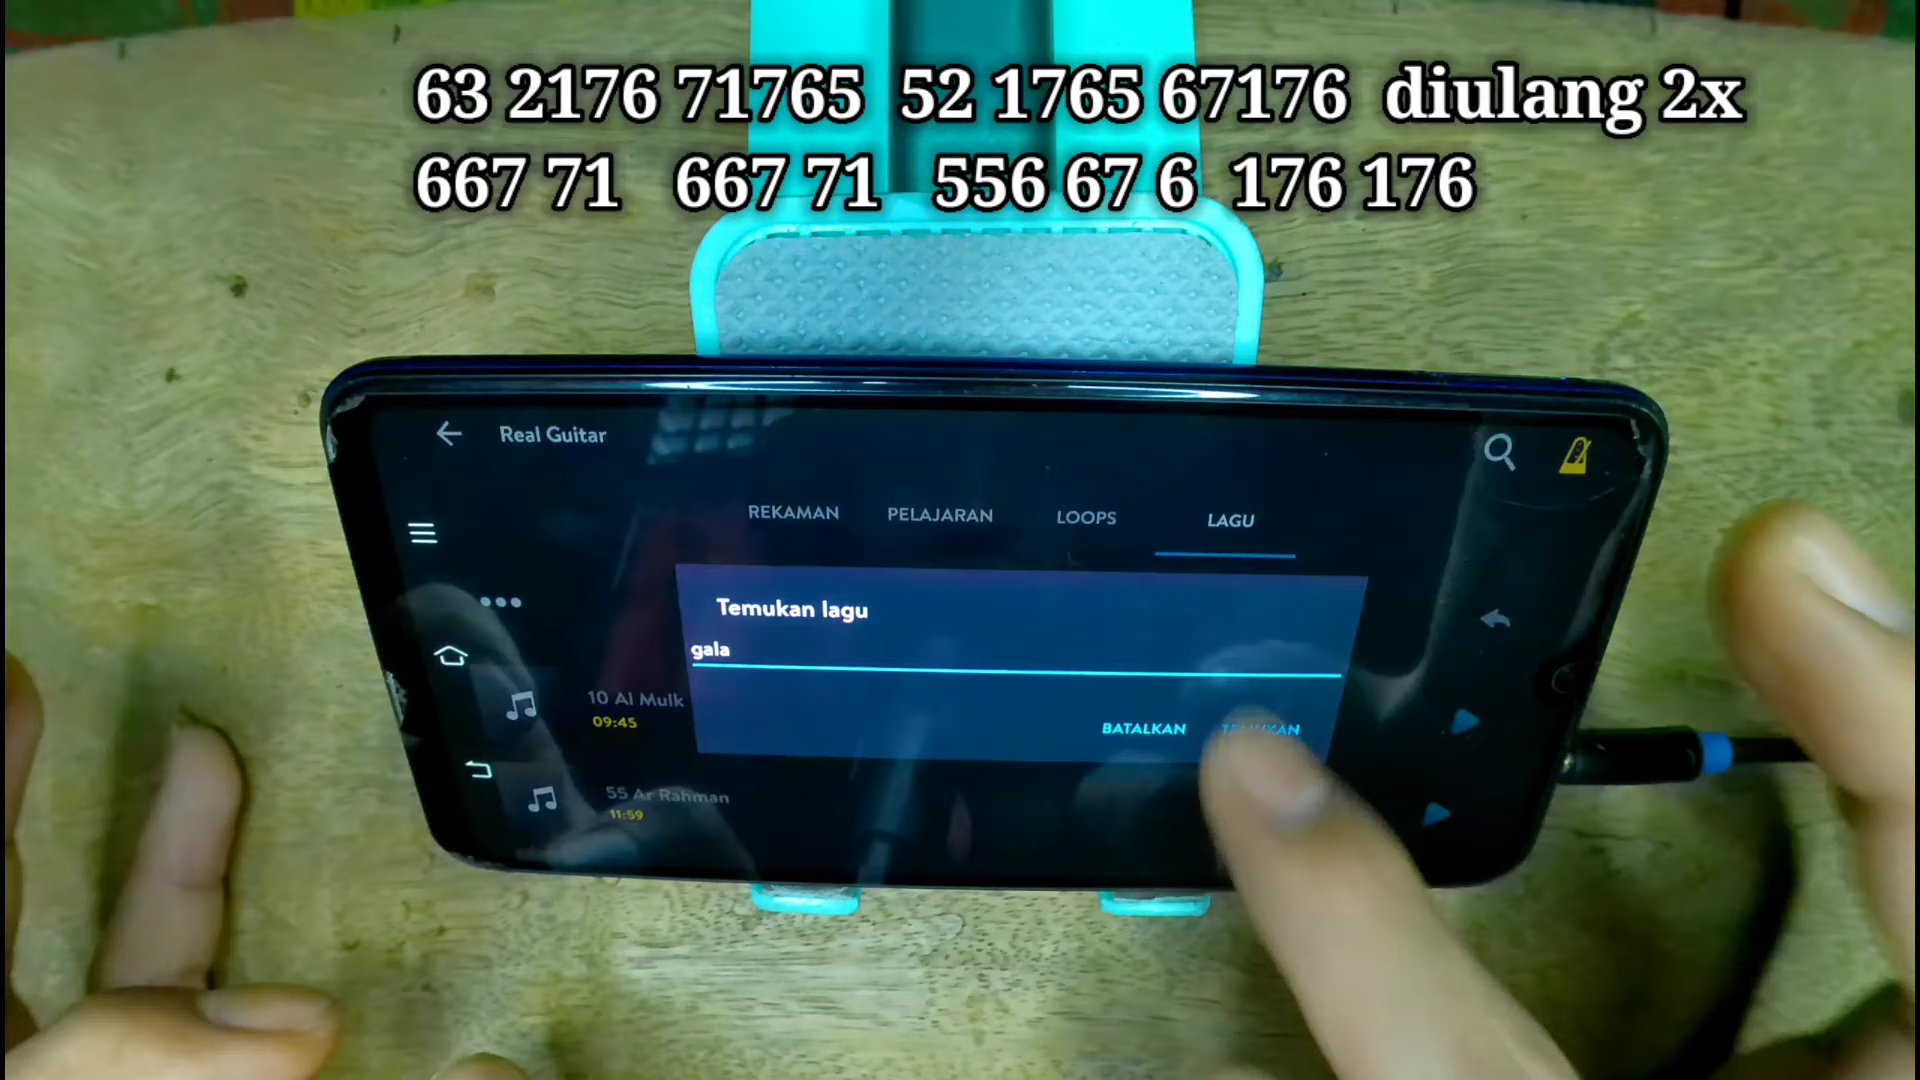 63 2176 71765 52 1765 67176 diulang 2x
667 71 667 71 556 67 6 176 176
Real Guitar
REKAMAN PELAJARAN LOOPS LAGU
Temukan lagu
gala
10 Al Mulk
09:45
BATALKAN TEMUKAN
55 Ar Rahman
11:59